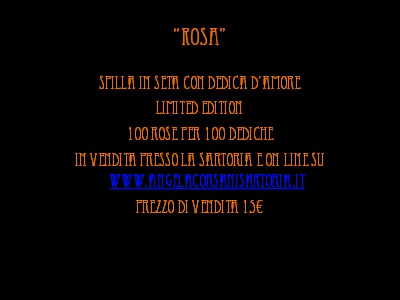 "ROSA"
SPILLA IN SETA CON DEDICA D'AMORE
LIMITED EDITION
100 ROSE PER 100 DEDICHE
IN VENDITA PRESSO LA SARTORIA E ON LINE SU
WWW.ANGELACORSANISARTORIA.IT
PREZZO DI VENDITA 15€